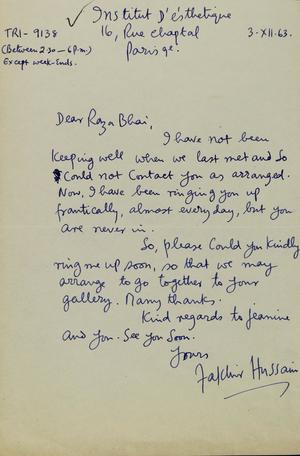 ✓ Institut D'ésthetique
TRI- 9138 16, Rue Chaptal 3-XII-63.
(Between 2.30 - 6 p.m.) Paris 9e.
Except week-Ends.
Dear Raza Bhai,
I have not been
keeping well when we last met and so
Could not Contact you as arranged.
Now, I have been ringing you up
frantically, almost every day, but you
are never in.
So, please Could you Kindly
ring me up soon, so that we may
arrange to go together to your
gallery. Many thanks.
Kind regards to Jeanine
and you. See you Soon.
Yours
Hussain